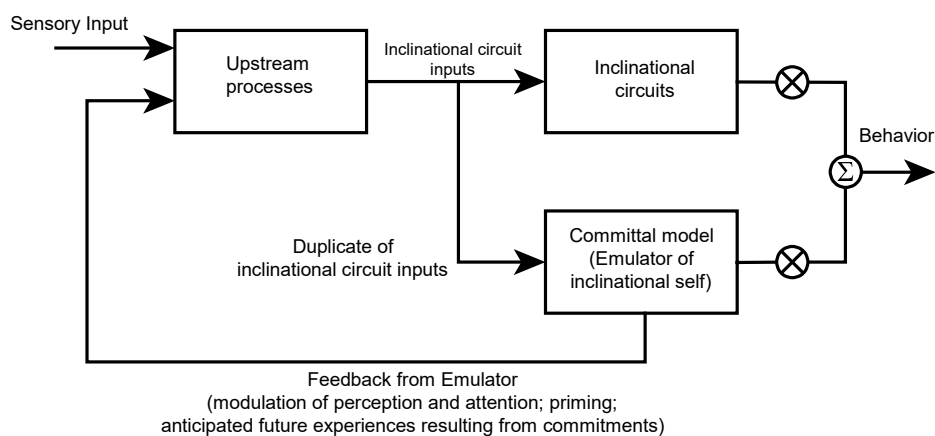 Sensory Input
Upstream
processes
Inclinational circuit
inputs
Inclinational
circuits
Behavior
Σ
Duplicate of
inclinational circuit inputs
Committal model
(Emulator of
inclinational self)
Feedback from Emulator
(modulation of perception and attention; priming;
anticipated future experiences resulting from commitments)